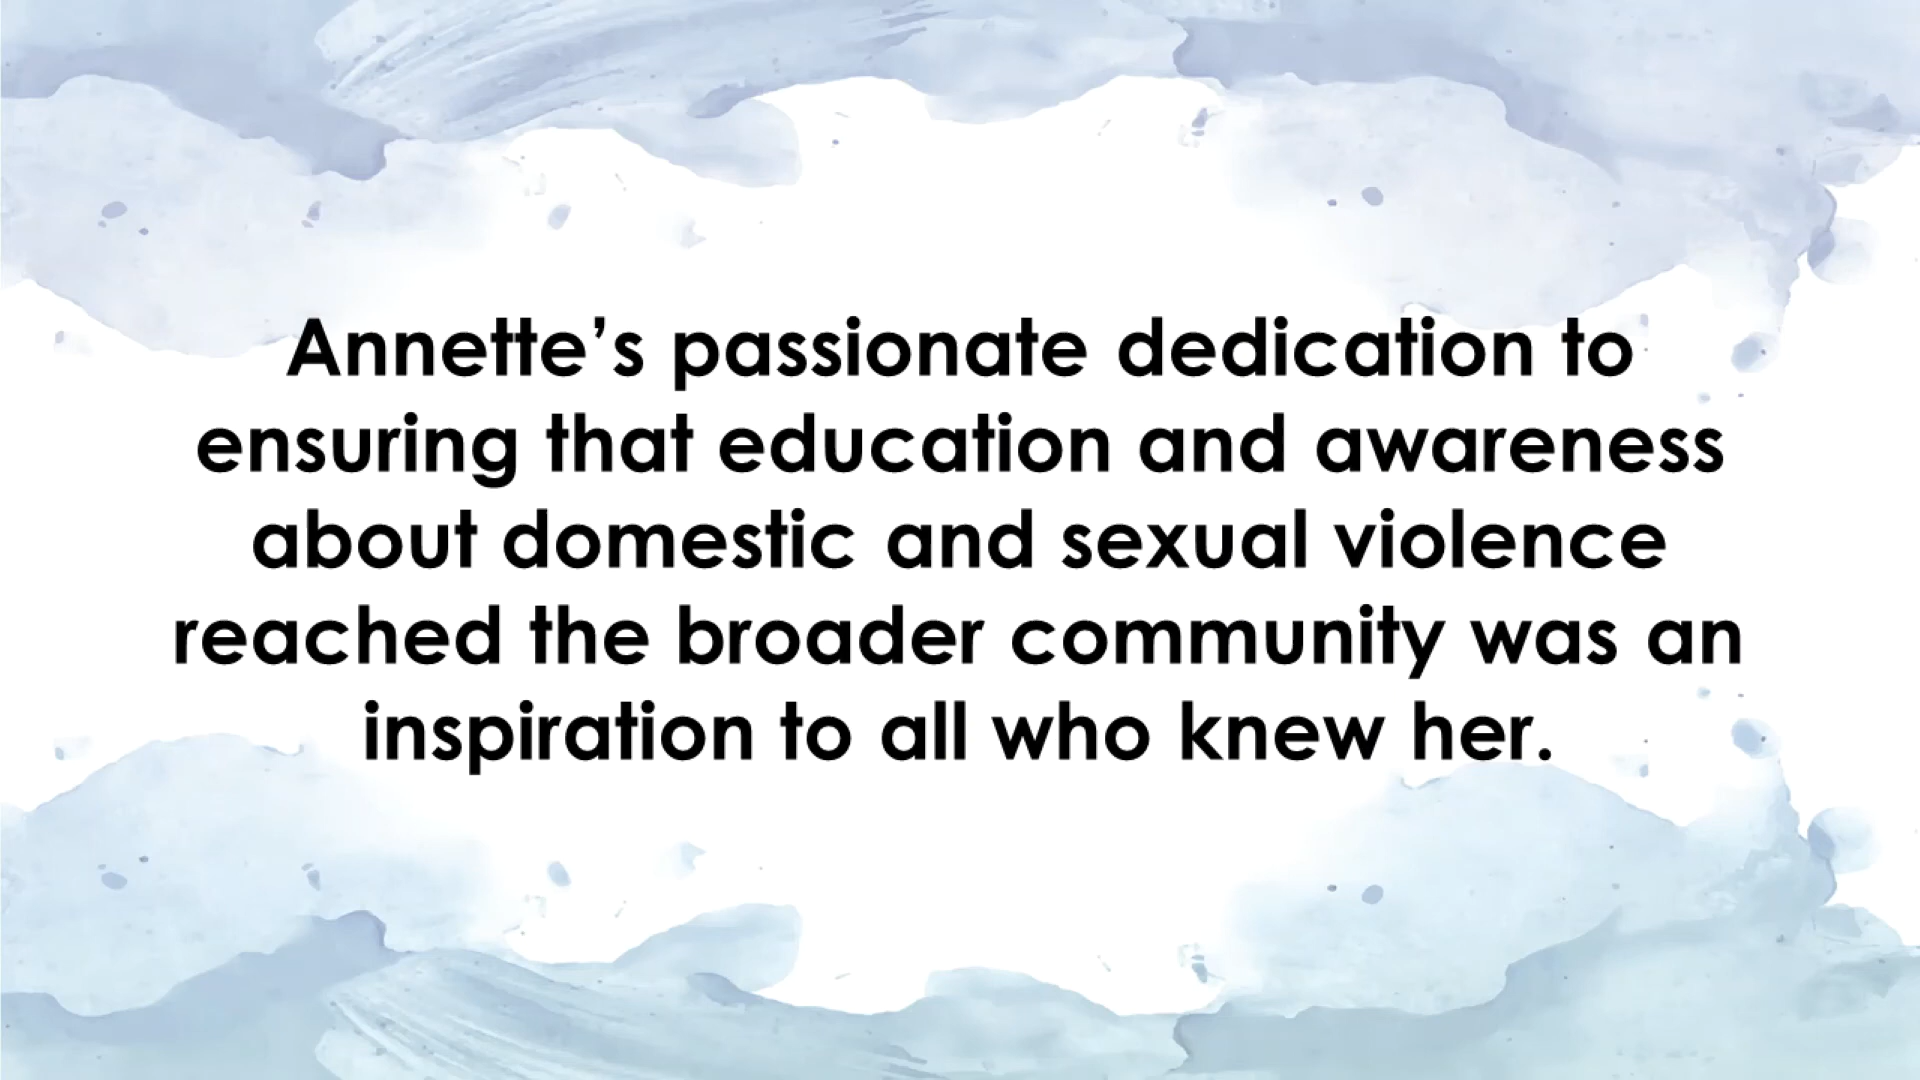 Annette’s passionate dedication to
ensuring that education and awareness
about domestic and sexual violence
reached the broader community was an
inspiration to all who knew her.